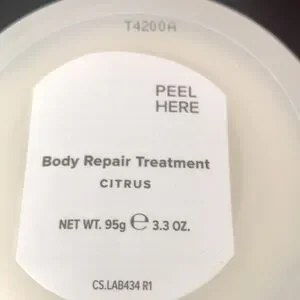 T4200A
PEEL
HERE
Body Repair Treatment
CITRUS
NET WT. 95g ℮ 3.3 OZ.
CS.LAB434 R1